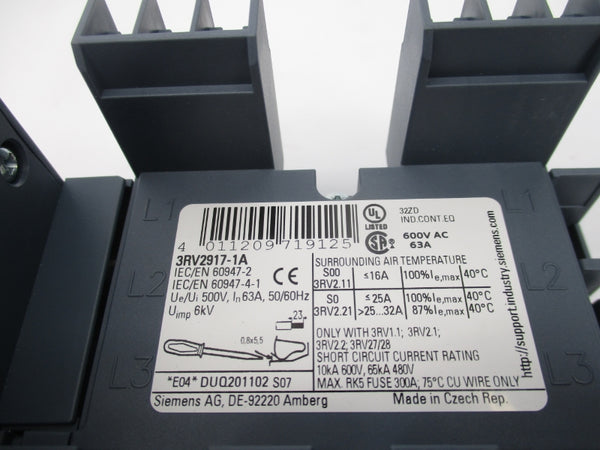 L1
L2
L3
4 011209 719125
3RV2917-1A
IEC/EN 60947-2
IEC/EN 60947-4-1
CE
Ue/Ui 500V, In 63A, 50/60Hz
Uimp 6kV
23
0,8x5,5
*E04* DUQ201102 S07
Siemens AG, DE-92220 Amberg
UL
LISTED
32ZD
IND.CONT.EQ
SA
600V AC
63A
SURROUNDING AIR TEMPERATURE
S00 3RV2.11 ≤16A 100%Ie,max 40°C
S0 3RV2.21 ≤25A 100%Ie,max 40°C
>25...32A 87%Ie,max 40°C
ONLY WITH 3RV1.1; 3RV2.1;
3RV2.2; 3RV27/28
SHORT CIRCUIT CURRENT RATING
10kA 600V, 65kA 480V
MAX. RK5 FUSE 300A; 75°C CU WIRE ONLY
Made in Czech Rep.
http://support.industry.siemens.com
L1
L2
L3